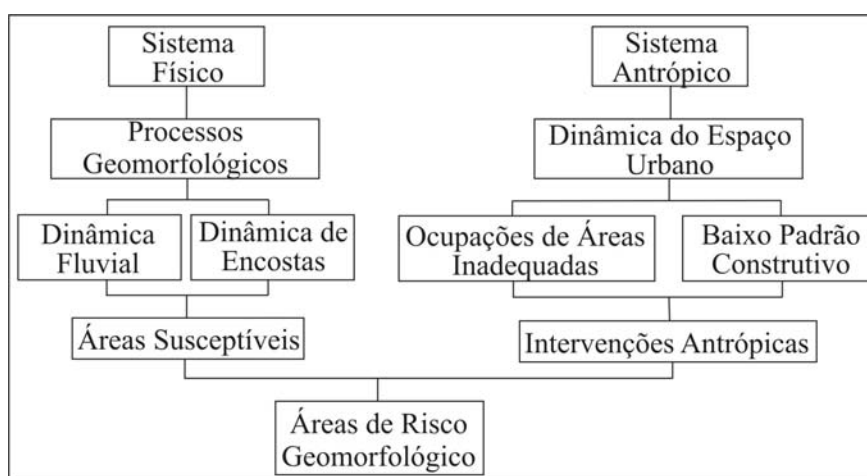 Sistema
Físico
Sistema
Antrópico
Processos
Geomorfológicos
Dinâmica do Espaço
Urbano
Dinâmica
Fluvial
Dinâmica de
Encostas
Ocupações de Áreas
Inadequadas
Baixo Padrão
Construtivo
Áreas Susceptíveis
Intervenções Antrópicas
Áreas de Risco
Geomorfológico